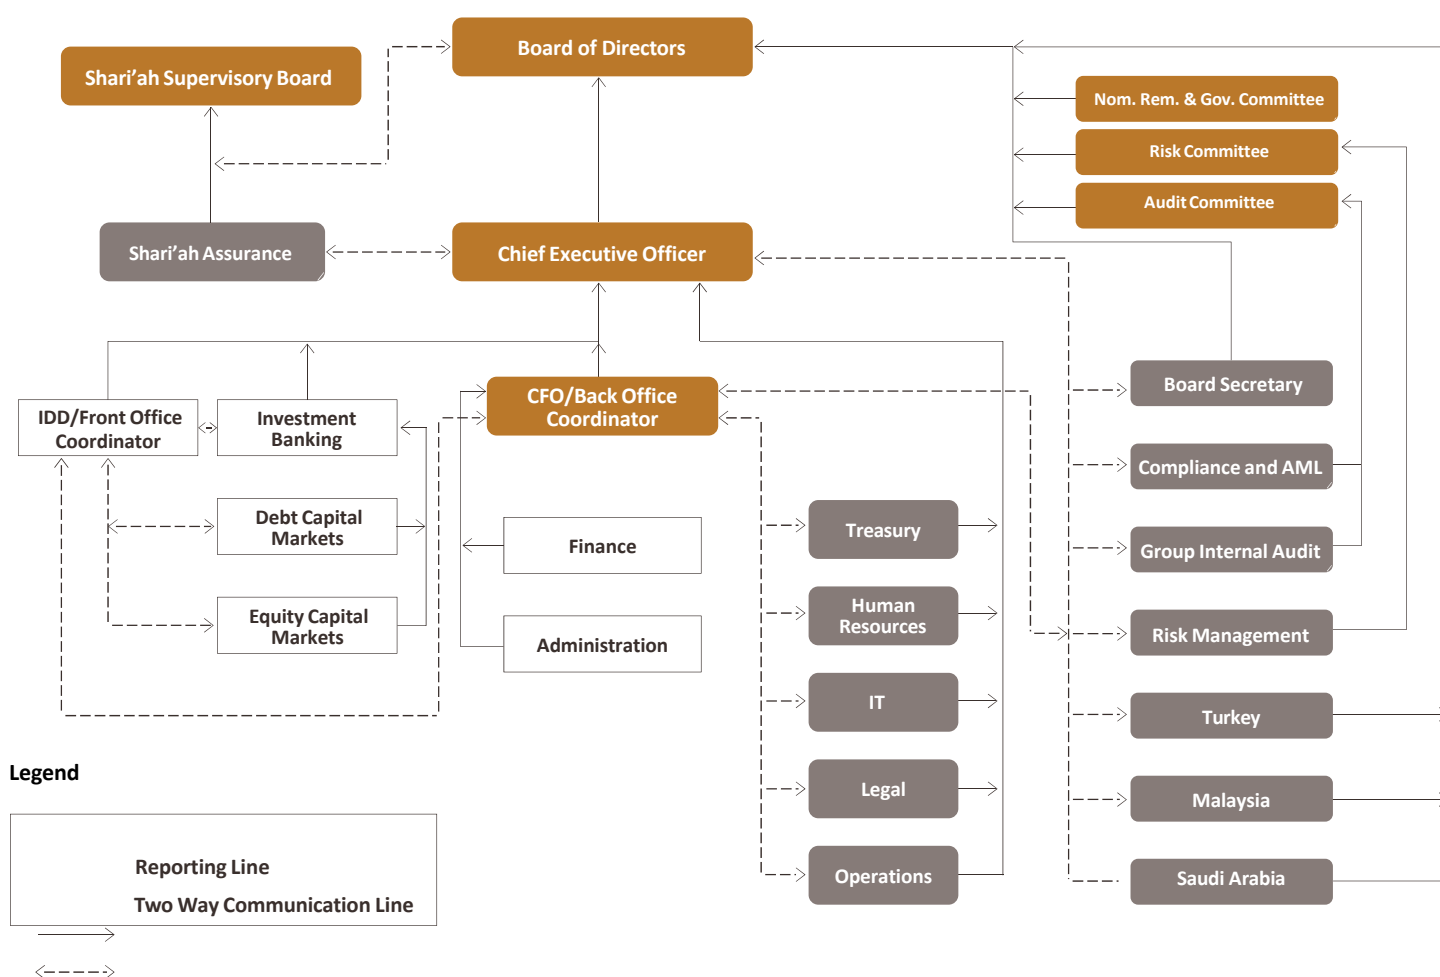 Board of Directors
Shari’ah Supervisory Board
Nom. Rem. & Gov. Committee
Risk Committee
Audit Committee
Shari’ah Assurance
Chief Executive Officer
Board Secretary
CFO/Back Office
Coordinator
IDD/Front Office
Coordinator
Investment
Banking
Compliance and AML
Debt Capital
Markets
Treasury
Finance
Group Internal Audit
Equity Capital
Markets
Human
Resources
Administration
Risk Management
IT
Turkey
Legend
Legal
Malaysia
Reporting Line
Operations
Saudi Arabia
Two Way Communication Line